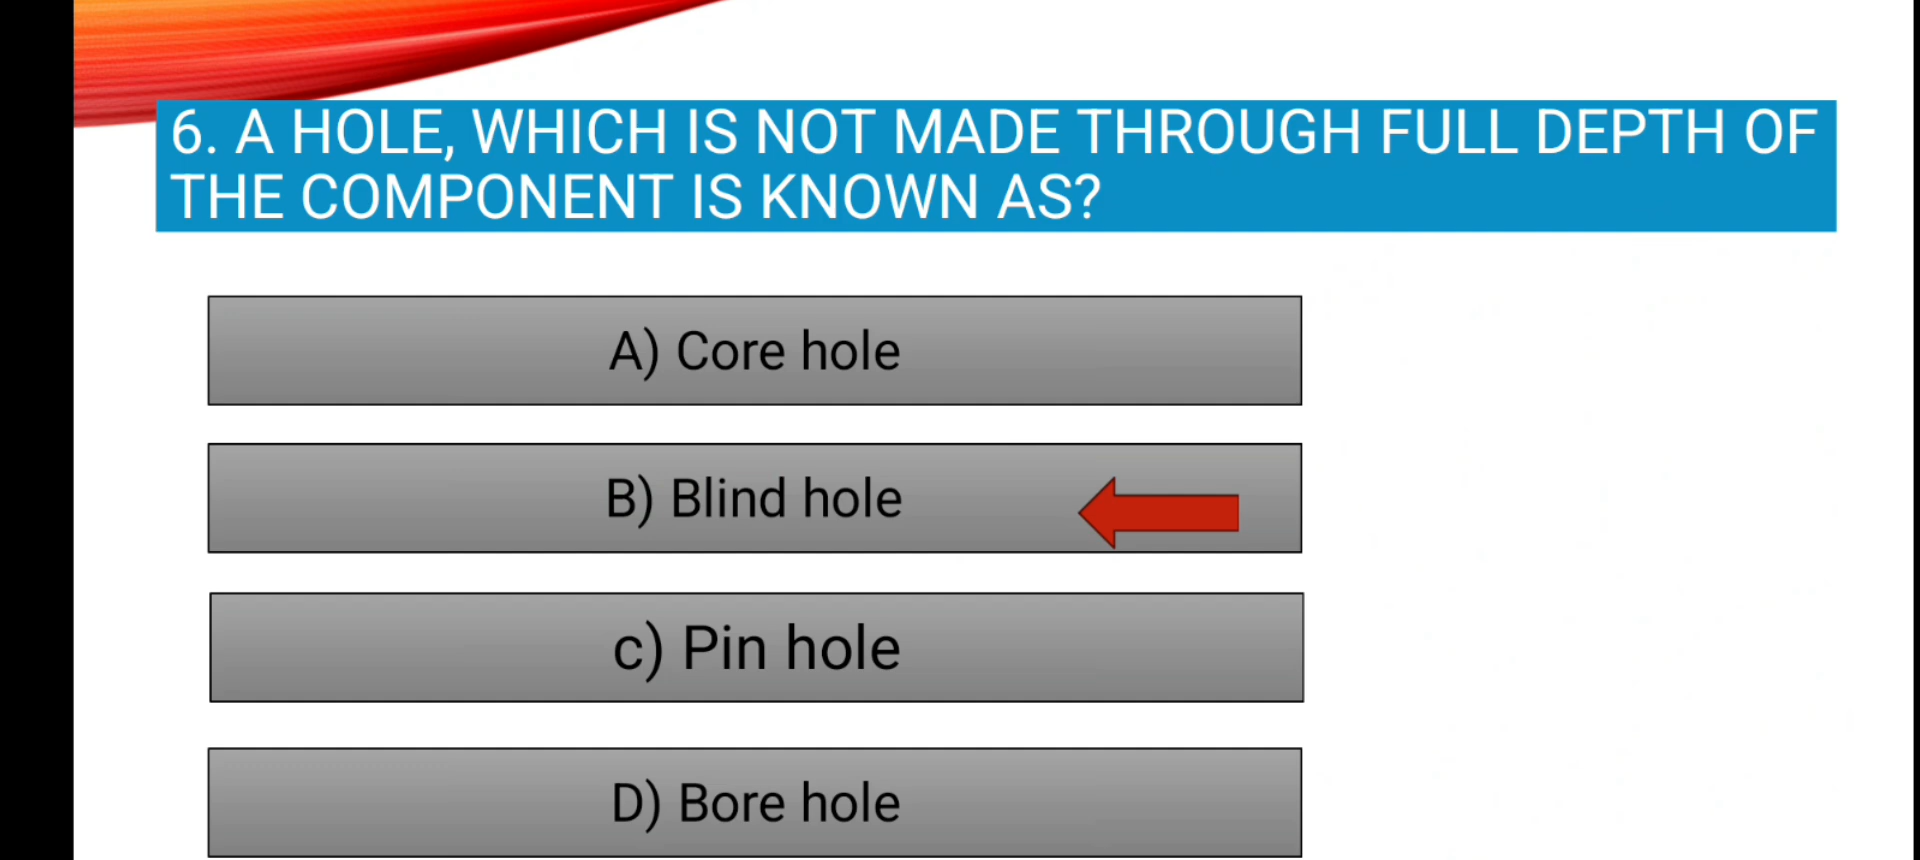 6. A HOLE, WHICH IS NOT MADE THROUGH FULL DEPTH OF
THE COMPONENT IS KNOWN AS?
A) Core hole
B) Blind hole
c) Pin hole
D) Bore hole